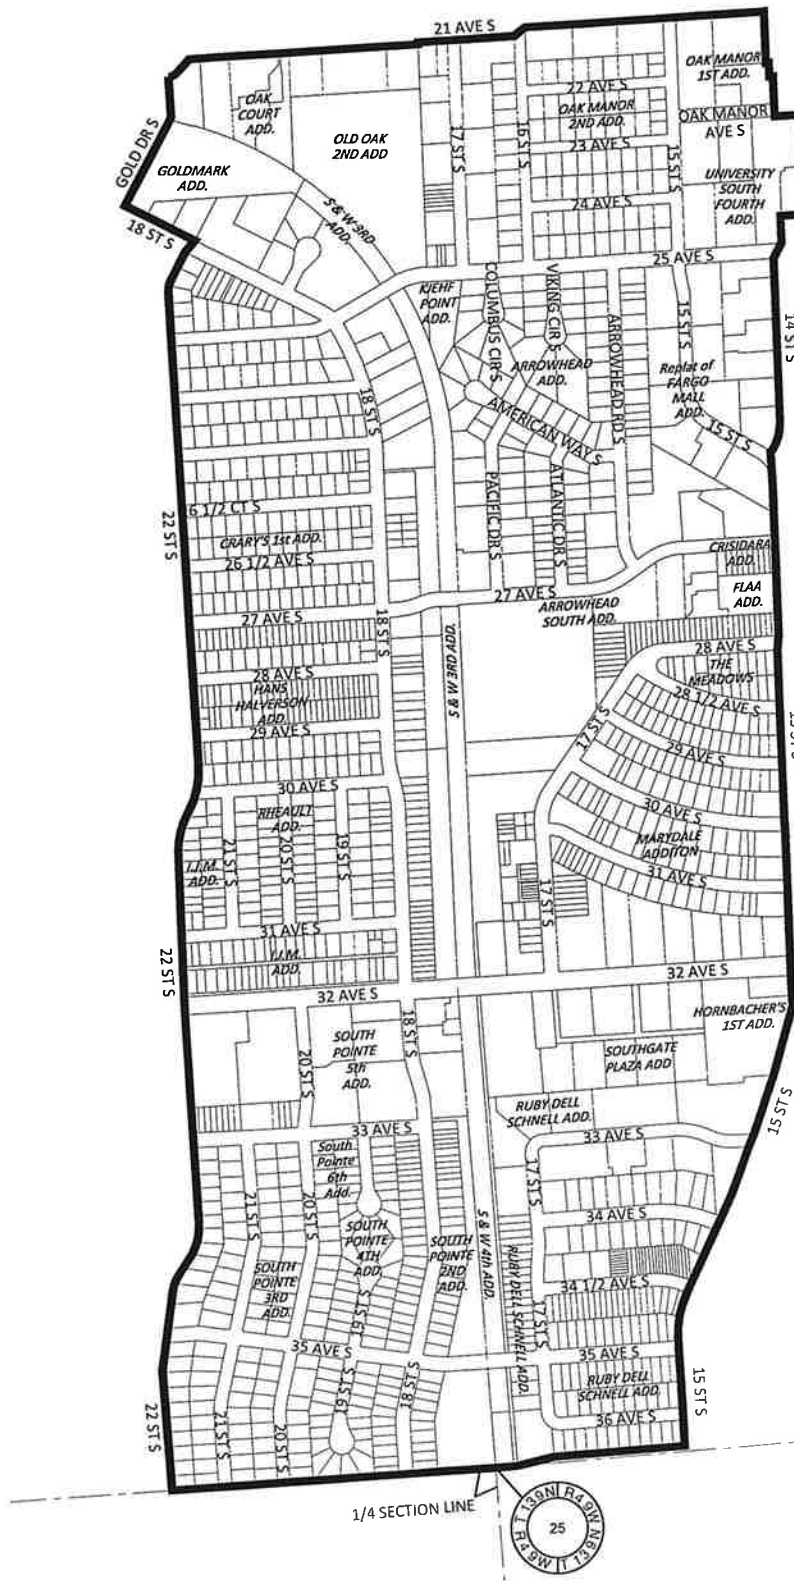 21 AVE S
OAK MANOR
1ST ADD.
22 AVE S
OAK
COURT
ADD.
OAK MANOR
2ND ADD.
OAK MANOR
AVE S
GOLD DR S
OLD OAK
2ND ADD
17 ST S
16 ST S
23 AVE S
15 ST S
GOLDMARK
ADD.
UNIVERSITY
SOUTH
FOURTH
ADD.
24 AVE S
S & W 3RD
ADD.
18 ST S
25 AVE S
KJEHF
POINT
ADD.
COLUMBUS CIR S
VIKING CIR S
ARROWHEAD RD S
15 ST S
14 ST S
ARROWHEAD
ADD.
Replat of
FARGO
MALL
ADD.
18 ST S
AMERICAN WAY S
15 ST S
PACIFIC DR S
ATLANTIC DR S
6 1/2 CT S
22 ST S
CRARY'S 1st ADD.
CRISIDARA
ADD.
26 1/2 AVE S
FLAA
ADD.
27 AVE S
ARROWHEAD
SOUTH ADD.
27 AVE S
18 ST S
S & W 3RD ADD.
28 AVE S
THE
MEADOWS
28 AVE S
HANS
HALVERSON
ADD.
28 1/2 AVE S
17 ST S
29 AVE S
29 AVE S
30 AVE S
30 AVE S
RHEAULT
ADD.
MARYDALE
ADDITON
21 ST S
20 ST S
19 ST S
J.J.M.
ADD.
31 AVE S
17 ST S
31 AVE S
J.J.M.
ADD.
22 ST S
32 AVE S
32 AVE S
HORNBACHER'S
1ST ADD.
18 ST S
SOUTH
POINTE
5th
ADD.
20 ST S
SOUTHGATE
PLAZA ADD
RUBY DELL
SCHNELL ADD.
15 ST S
33 AVE S
33 AVE S
South
Pointe
6th
Add.
17 ST S
21 ST S
20 ST S
SOUTH
POINTE
4TH
ADD.
SOUTH
POINTE
2ND
ADD.
S & W 4th ADD.
34 AVE S
SOUTH
POINTE
3RD
ADD.
RUBY DELL SCHNELL ADD.
34 1/2 AVE S
19 ST S
17 ST S
35 AVE S
35 AVE S
19 ST S
18 ST S
RUBY DELL
SCHNELL ADD.
15 ST S
22 ST S
21 ST S
20 ST S
36 AVE S
1/4 SECTION LINE
T 139N R49W
25
R49W T 139N